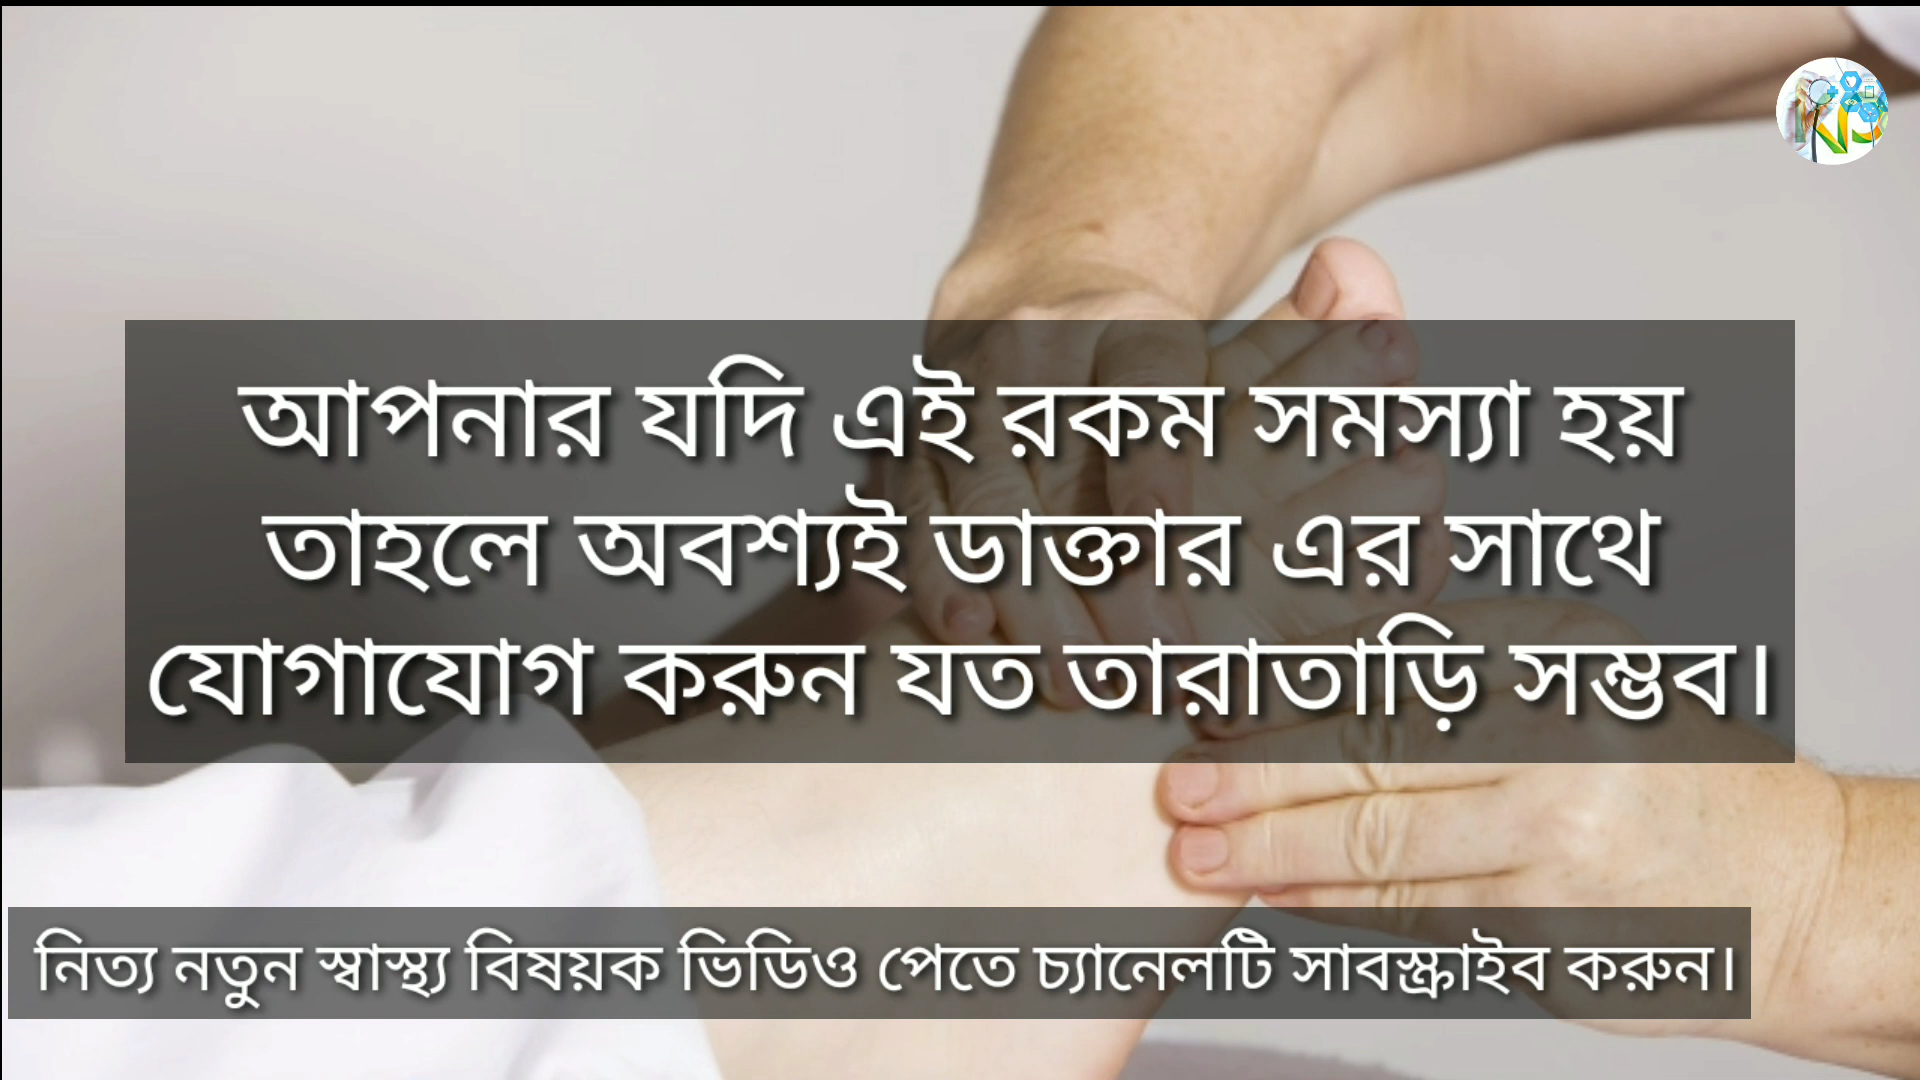 আপনার যদি এই রকম সমস্যা হয়
তাহলে অবশ্যই ডাক্তার এর সাথে
যোগাযোগ করুন যত তারাতাড়ি সম্ভব।
নিত্য নতুন স্বাস্থ্য বিষয়ক ভিডিও পেতে চ্যানেলটি সাবস্ক্রাইব করুন।